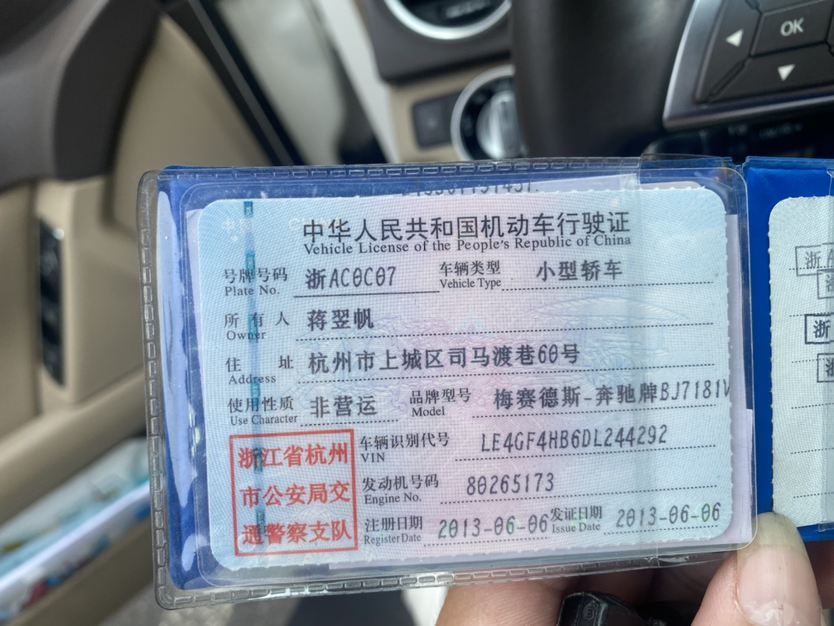 OK
中华人民共和国机动车行驶证
Vehicle License of the People's Republic of China
号牌号码 浙AC0C07 车辆类型 小型轿车
Plate No. Vehicle Type
所有人 蒋翌帆
Owner
住址 杭州市上城区司马渡巷60号
Address
使用性质 非营运 品牌型号 梅赛德斯-奔驰牌BJ7181V
Use Character Model
浙江省杭州
市公安局交
通警察支队
车辆识别代号 LE4GF4HB6DL244292
VIN
发动机号码 80265173
Engine No.
注册日期 2013-06-06 发证日期 2013-06-06
Register Date Issue Date
浙